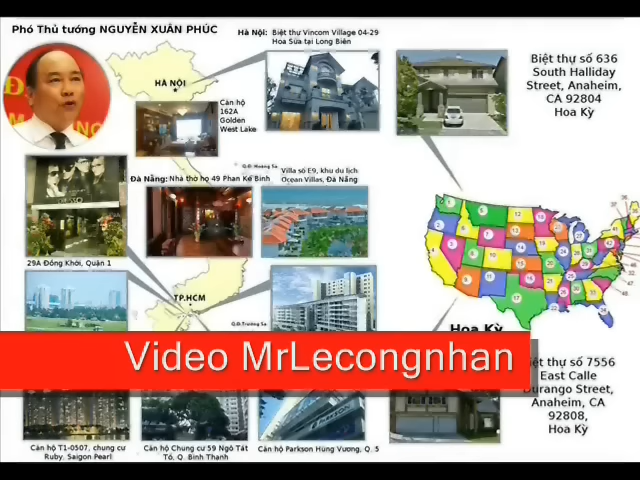 Phó Thủ tướng NGUYỄN XUÂN PHÚC
Hà Nội: Biệt thự Vincom Village 04-29
Hoa Sữa tại Long Biên
Biệt thự số 636
South Halliday
Street, Anaheim,
CA 92804
Hoa Kỳ
HÀ NỘI
Căn hộ
162A
Golden
West Lake
Q.Đ. Hoàng Sa
Đà Nẵng: Nhà thờ họ 49 Phan Kế Bính
Villa số E9, khu du lịch
Ocean Villas, Đà Nẵng
29A Đồng Khởi, Quận 1
TP.HCM
Q.Đ.Trường Sa
Hoa Kỳ
Video MrLecongnhan
Biệt thự số 7556
East Calle
Durango Street,
Anaheim, CA
92808,
Hoa Kỳ
Căn hộ T1-0507, chung cư
Ruby, Saigon Pearl
Căn hộ Chung cư 59 Ngô Tất
Tố, Q. Bình Thạnh
Căn hộ Parkson Hùng Vương, Q. 5